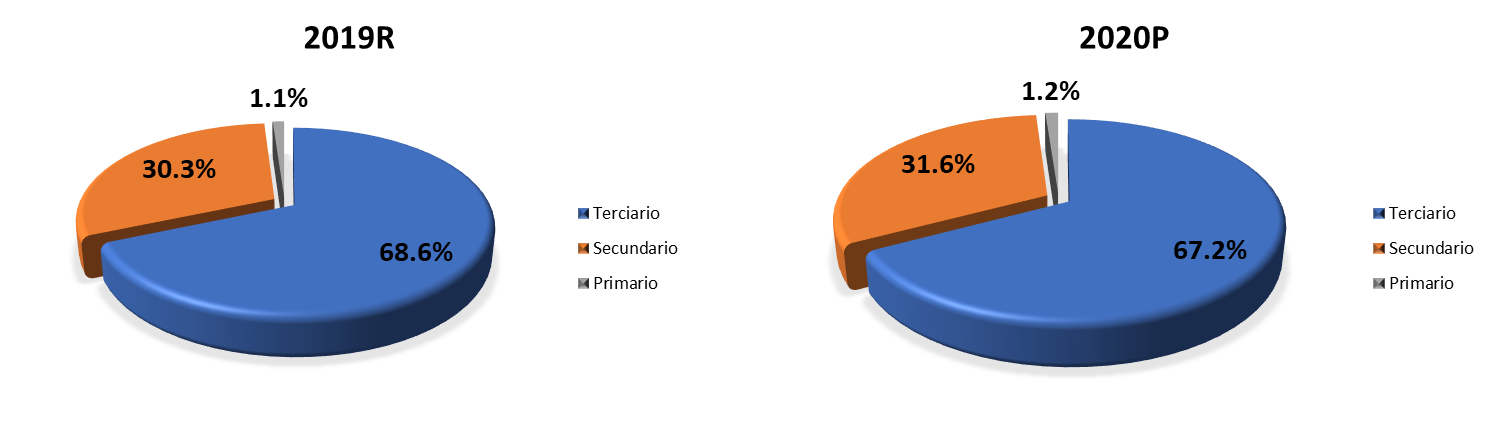 2019R
1.1%
30.3%
68.6%
Terciario
Secundario
Primario
2020P
1.2%
31.6%
67.2%
Terciario
Secundario
Primario